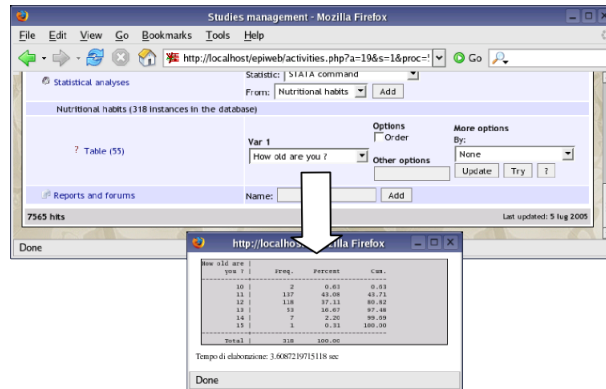 Studies management - Mozilla Firefox
File Edit View Go Bookmarks Tools Help
http://localhost/epiweb/activities.php?a=19&s=1&proc=! Go
Statistical analyses
Statistic: STATA command
From: Nutritional habits Add
Nutritional habits (318 instances in the database)
? Table (55)
Var 1
How old are you ?
Options
Order
Other options
More options
By:
None
Update Try ?
Reports and forums Name: Add
7565 hits Last updated: 5 lug 2005
Done
http://localhos zilla Firefox
How old are |
you ? | Freq. Percent Cum.
10 | 2 0.63 0.63
11 | 137 43.08 43.71
12 | 118 37.11 80.82
13 | 53 16.67 97.48
14 | 7 2.20 99.69
15 | 1 0.31 100.00
Total | 318 100.00
Tempo di elaborazione: 3.6087219715118 sec
Done